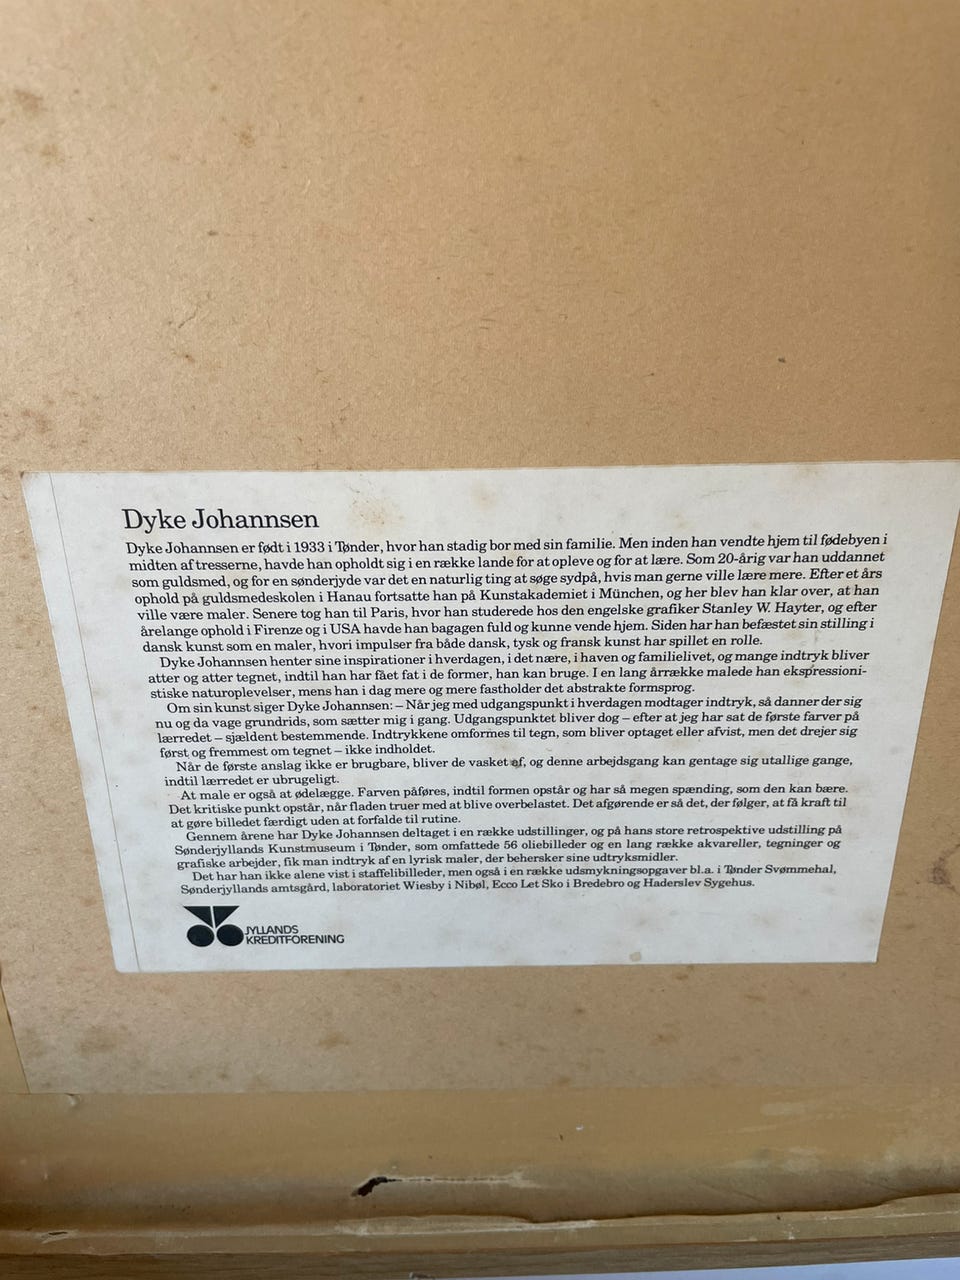 Dyke Johannsen
Dyke Johannsen er født i 1933 i Tønder, hvor han stadig bor med sin familie. Men inden han vendte hjem til fødebyen i
midten af tresserne, havde han opholdt sig i en række lande for at opleve og for at lære. Som 20-årig var han uddannet
som guldsmed, og for en sønderjyde var det en naturlig ting at søge sydpå, hvis man gerne ville lære mere. Efter et års
ophold på guldsmedeskolen i Hanau fortsatte han på Kunstakademiet i München, og her blev han klar over, at han
ville være maler. Senere tog han til Paris, hvor han studerede hos den engelske grafiker Stanley W. Hayter, og efter
årelange ophold i Firenze og i USA havde han bagagen fuld og kunne vende hjem. Siden har han befæstet sin stilling i
dansk kunst som en maler, hvori impulser fra både dansk, tysk og fransk kunst har spillet en rolle.
Dyke Johannsen henter sine inspirationer i hverdagen, i det nære, i haven og familielivet, og mange indtryk bliver
atter og atter tegnet, indtil han har fået fat i de former, han kan bruge. I en lang årrække malede han ekspressioni-
stiske naturoplevelser, mens han i dag mere og mere fastholder det abstrakte formsprog.
Om sin kunst siger Dyke Johannsen: – Når jeg med udgangspunkt i hverdagen modtager indtryk, så danner der sig
nu og da vage grundrids, som sætter mig i gang. Udgangspunktet bliver dog – efter at jeg har sat de første farver på
lærredet – sjældent bestemmende. Indtrykkene omformes til tegn, som bliver optaget eller afvist, men det drejer sig
først og fremmest om tegnet – ikke indholdet.
Når de første anslag ikke er brugbare, bliver de vasket af, og denne arbejdsgang kan gentage sig utallige gange,
indtil lærredet er ubrugeligt.
At male er også at ødelægge. Farven påføres, indtil formen opstår og har så megen spænding, som den kan bære.
Det kritiske punkt opstår, når fladen truer med at blive overbelastet. Det afgørende er så det, der følger, at få kraft til
at gøre billedet færdigt uden at forfalde til rutine.
Gennem årene har Dyke Johannsen deltaget i en række udstillinger, og på hans store retrospektive udstilling på
Sønderjyllands Kunstmuseum i Tønder, som omfattede 56 oliebilleder og en lang række akvareller, tegninger og
grafiske arbejder, fik man indtryk af en lyrisk maler, der behersker sine udtryksmidler.
Det har han ikke alene vist i staffelibilleder, men også i en række udsmykningsopgaver bl.a. i Tønder Svømmehal,
Sønderjyllands amtsgård, laboratoriet Wiesby i Nibøl, Ecco Let Sko i Bredebro og Haderslev Sygehus.
JYLLANDS
KREDITFORENING